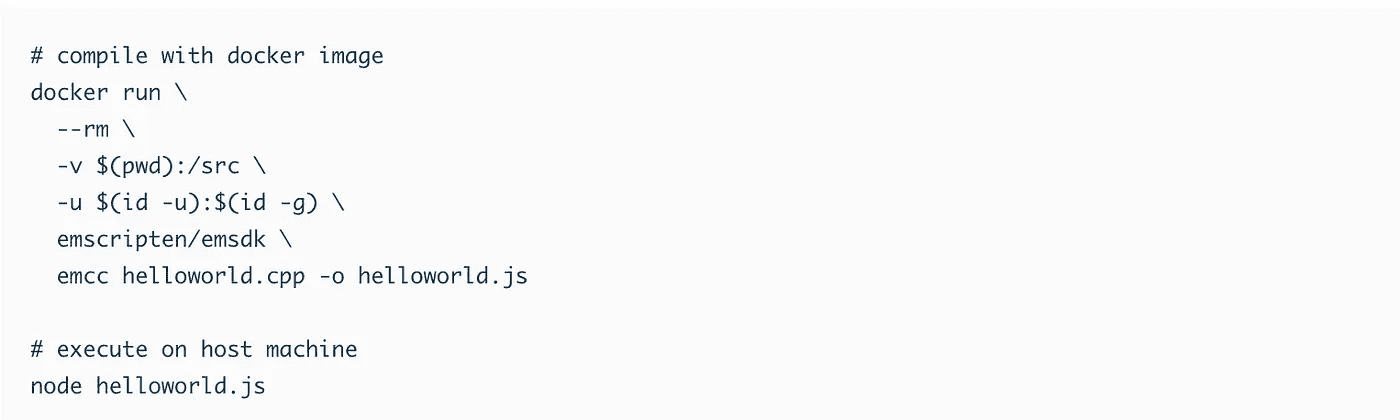 # compile with docker image
docker run \
  --rm \
  -v $(pwd):/src \
  -u $(id -u):$(id -g) \
  emscripten/emsdk \
  emcc helloworld.cpp -o helloworld.js

# execute on host machine
node helloworld.js